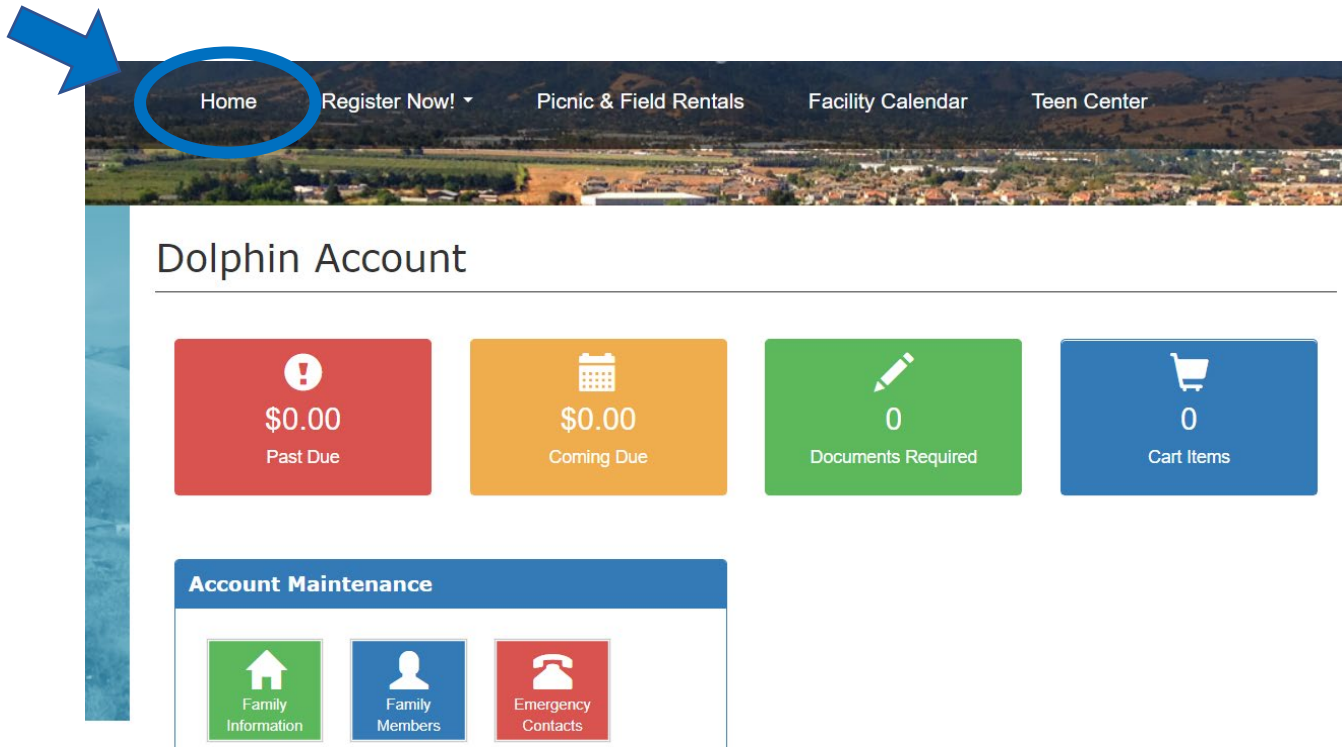 Home Register Now! Picnic & Field Rentals Facility Calendar Teen Center
Dolphin Account
$0.00
Past Due
$0.00
Coming Due
0
Documents Required
0
Cart Items
Account Maintenance
Family
Information
Family
Members
Emergency
Contacts